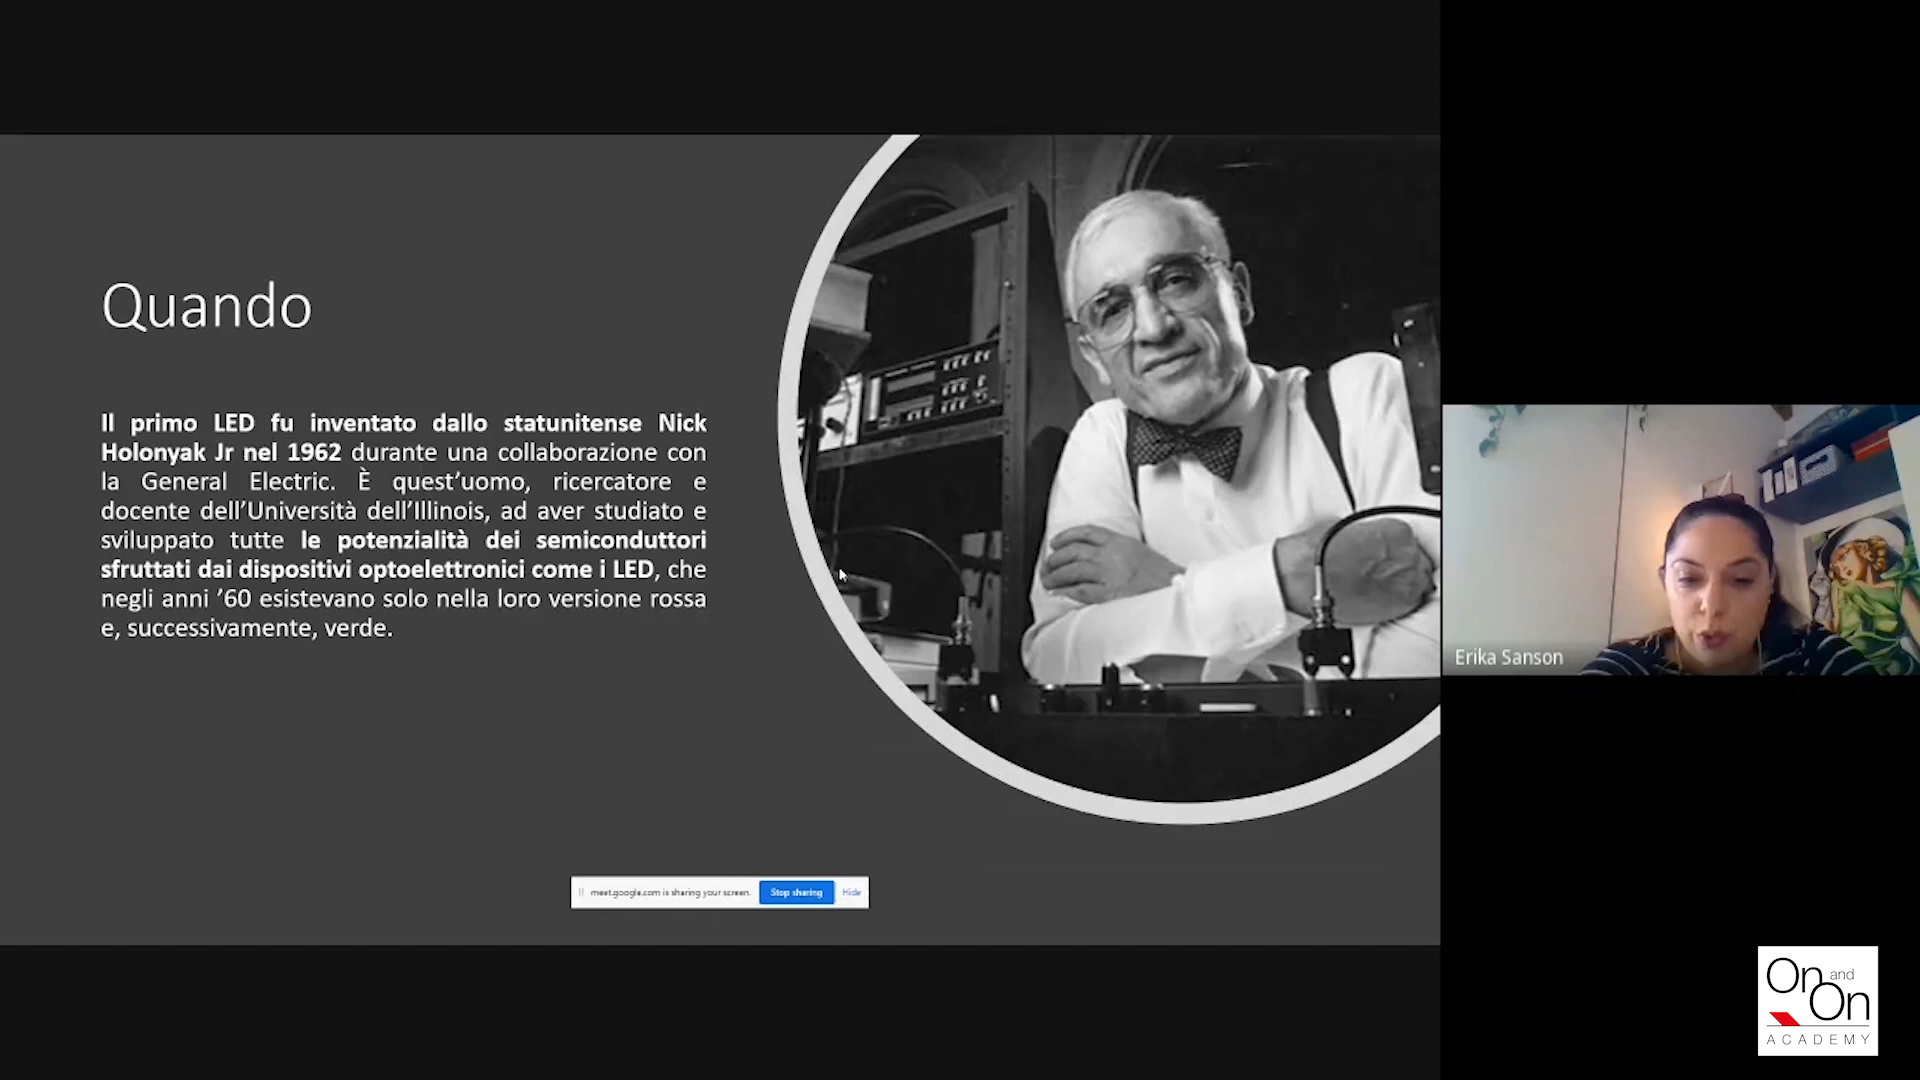 Quando
Il primo LED fu inventato dallo statunitense Nick
Holonyak Jr nel 1962 durante una collaborazione con
la General Electric. È quest’uomo, ricercatore e
docente dell’Università dell’Illinois, ad aver studiato e
sviluppato tutte le potenzialità dei semiconduttori
sfruttati dai dispositivi optoelettronici come i LED, che
negli anni ’60 esistevano solo nella loro versione rossa
e, successivamente, verde.
meet.google.com is sharing your screen. Stop sharing Hide
Erika Sanson
On and
On
ACADEMY